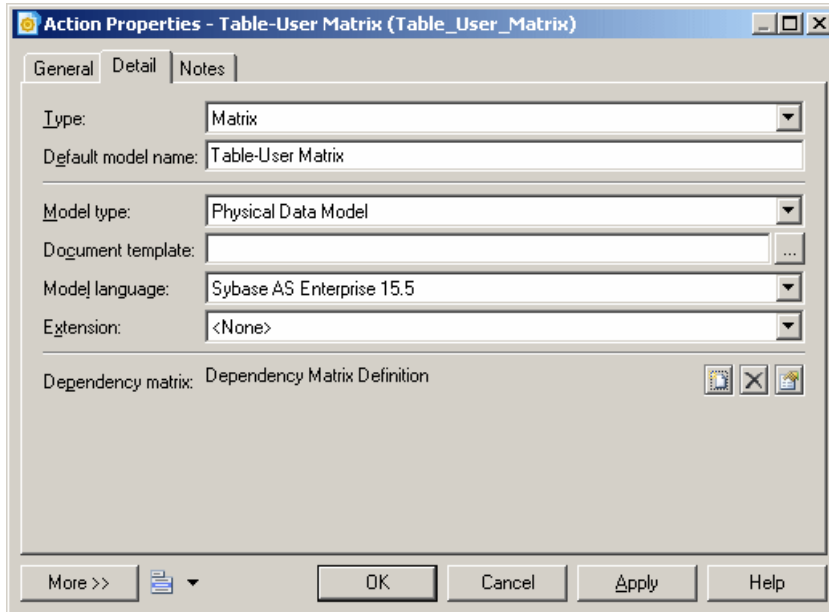 Action Properties - Table-User Matrix (Table_User_Matrix)
General Detail Notes
Type: Matrix
Default model name: Table-User Matrix
Model type: Physical Data Model
Document template: ...
Model language: Sybase AS Enterprise 15.5
Extension: <None>
Dependency matrix: Dependency Matrix Definition
More >> OK Cancel Apply Help